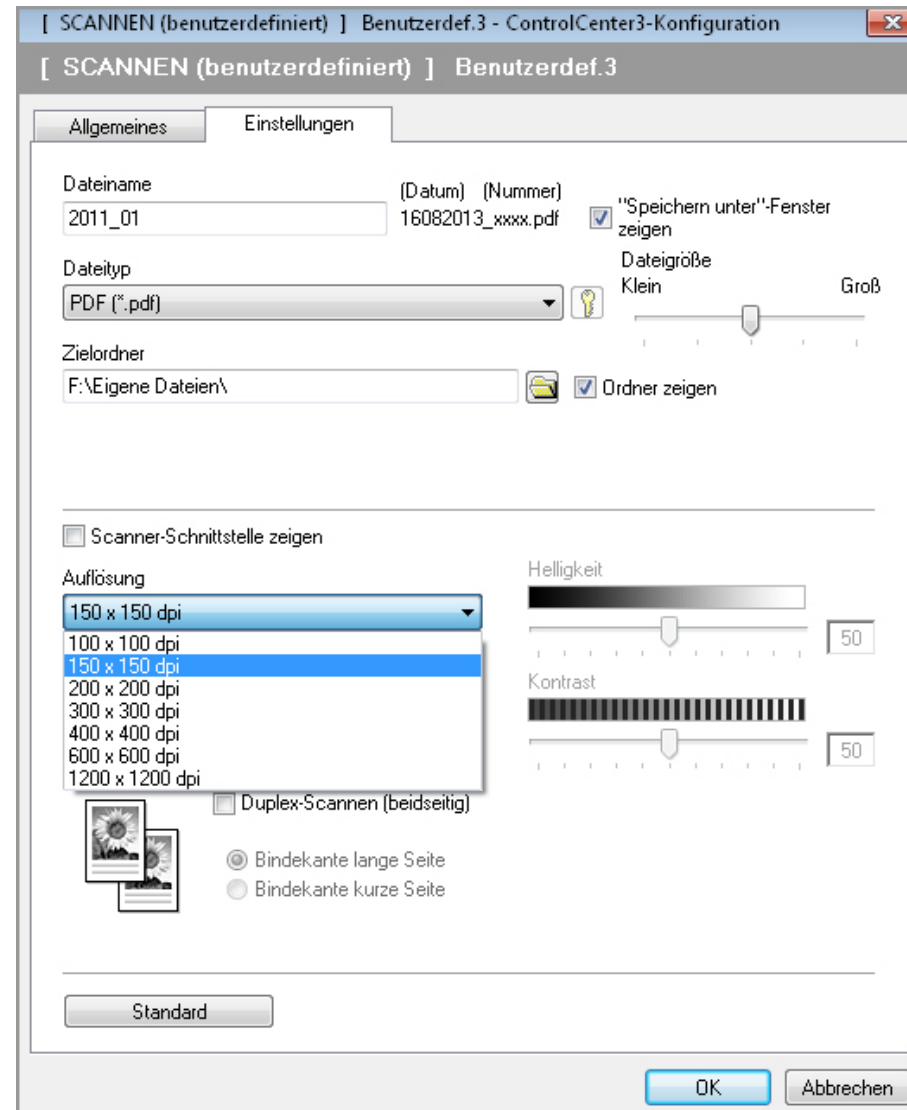 [ SCANNEN (benutzerdefiniert) ] Benutzerdef.3 - ControlCenter3-Konfiguration
[ SCANNEN (benutzerdefiniert) ] Benutzerdef.3
Allgemeines
Einstellungen
Dateiname
(Datum) (Nummer)
2011_01
16082013_xxxx.pdf
"Speichern unter"-Fenster
zeigen
Dateityp
PDF (*.pdf)
Dateigröße
Klein
Groß
Zielordner
F:\Eigene Dateien\
Ordner zeigen
Scanner-Schnittstelle zeigen
Auflösung
150 x 150 dpi
100 x 100 dpi
150 x 150 dpi
200 x 200 dpi
300 x 300 dpi
400 x 400 dpi
600 x 600 dpi
1200 x 1200 dpi
Helligkeit
50
Kontrast
50
Duplex-Scannen (beidseitig)
Bindekante lange Seite
Bindekante kurze Seite
Standard
OK
Abbrechen